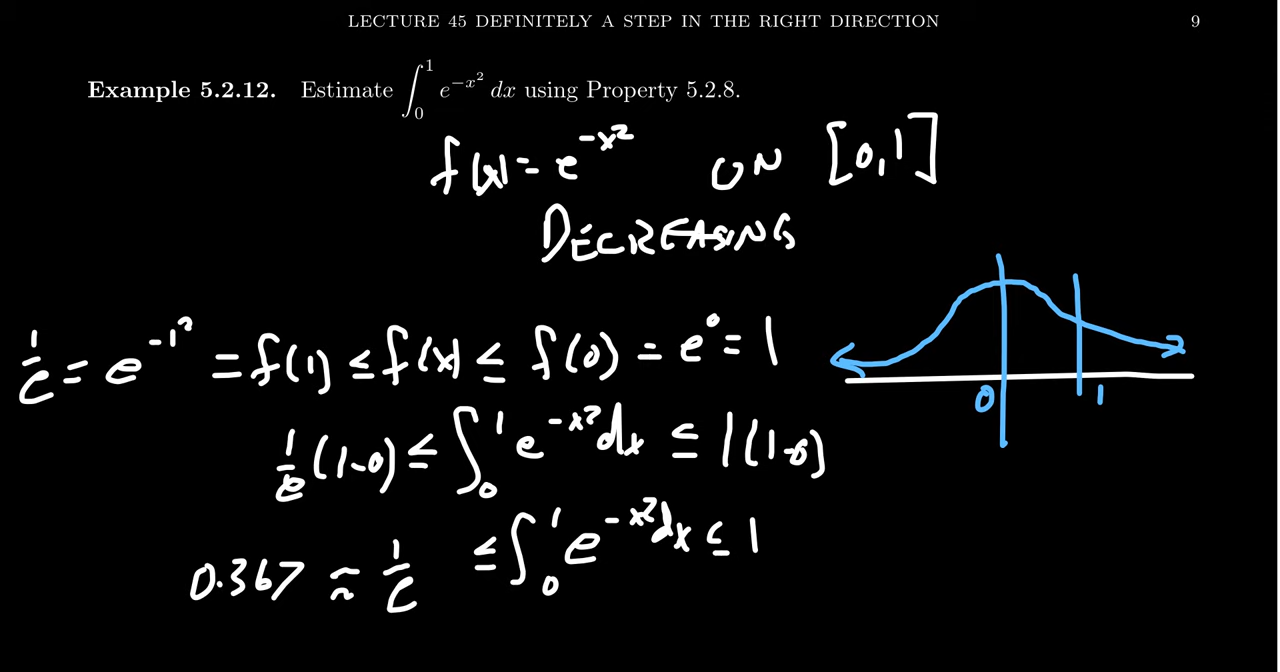 LECTURE 45 DEFINITELY A STEP IN THE RIGHT DIRECTION 9
Example 5.2.12. Estimate ∫₀¹ e^{-x²} dx using Property 5.2.8.
f(x) = e^{-x²} ON [0,1]
DECREASING
1/e = e^{-1²} = f(1) ≤ f(x) ≤ f(0) = e⁰ = 1
0 1
1/e (1-0) ≤ ∫₀¹ e^{-x²} dx ≤ 1(1-0)
0.367 ≈ 1/e ≤ ∫₀¹ e^{-x²} dx ≤ 1